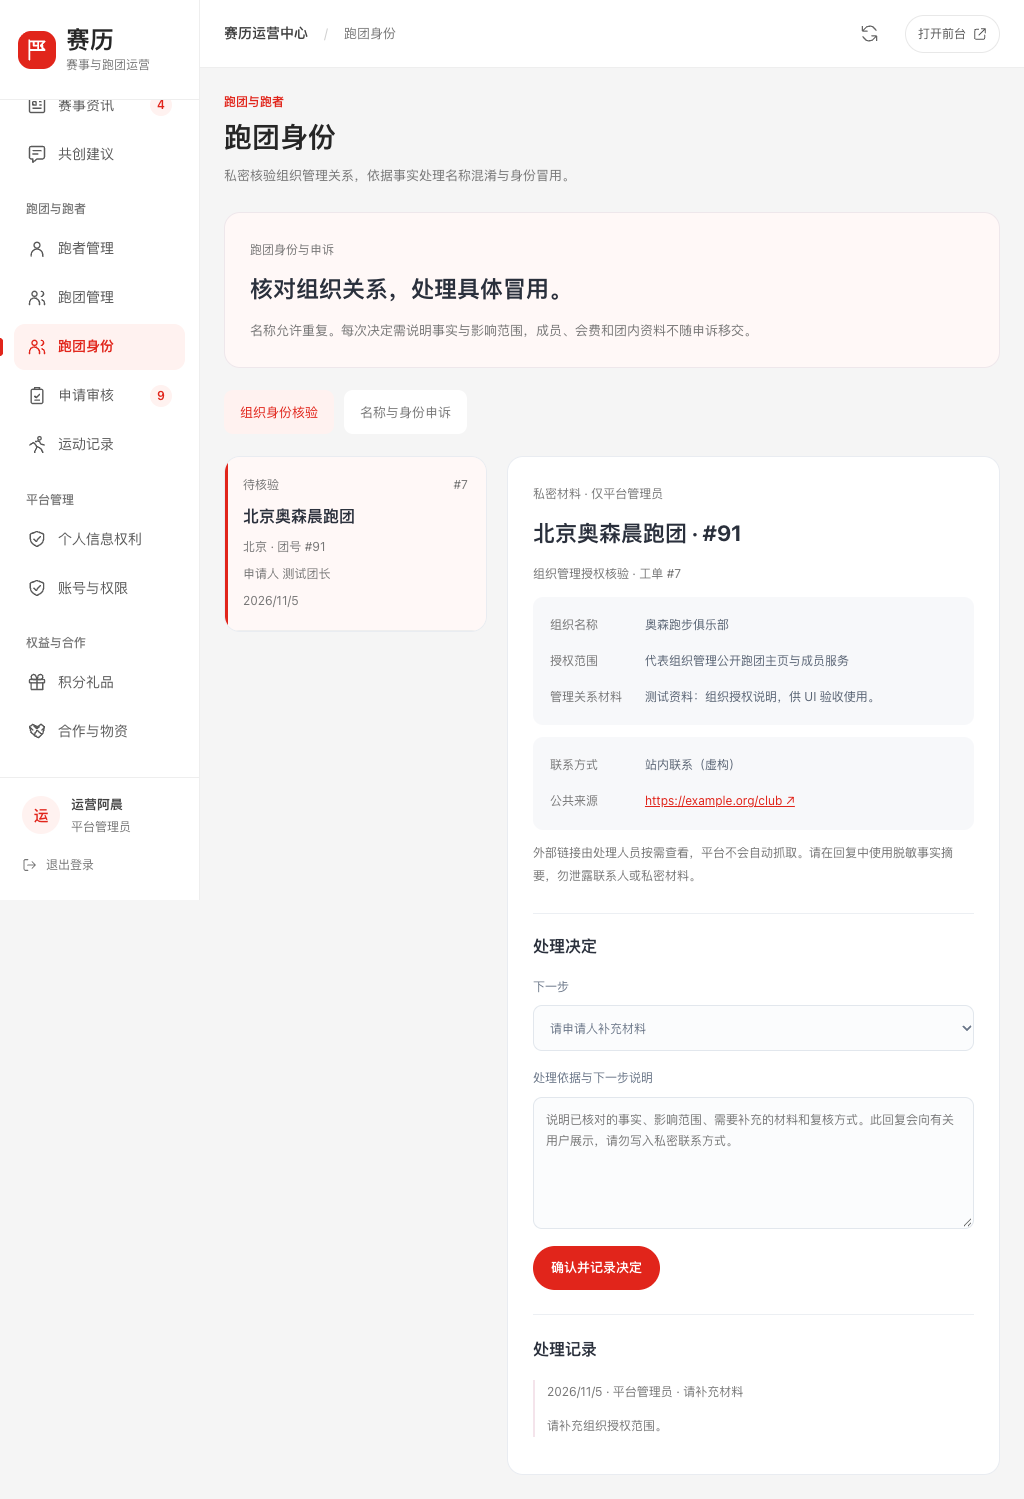 赛历
赛事与跑团运营
赛事资讯 4
共创建议
跑团与跑者
跑者管理
跑团管理
跑团身份
申请审核 9
运动记录
平台管理
个人信息权利
账号与权限
权益与合作
积分礼品
合作与物资
运 运营阿晨
平台管理员
退出登录
赛历运营中心 / 跑团身份
打开前台
跑团与跑者
跑团身份
私密核验组织管理关系，依据事实处理名称混淆与身份冒用。
跑团身份与申诉
核对组织关系，处理具体冒用。
名称允许重复。每次决定需说明事实与影响范围，成员、会费和团内资料不随申诉移交。
组织身份核验 名称与身份申诉
待核验 #7
北京奥森晨跑团
北京 · 团号 #91
申请人 测试团长
2026/11/5
私密材料 · 仅平台管理员
北京奥森晨跑团 · #91
组织管理授权核验 · 工单 #7
组织名称 奥森跑步俱乐部
授权范围 代表组织管理公开跑团主页与成员服务
管理关系材料 测试资料：组织授权说明，供 UI 验收使用。
联系方式 站内联系（虚构）
公共来源 https://example.org/club ↗
外部链接由处理人员按需查看，平台不会自动抓取。请在回复中使用脱敏事实摘
要，勿泄露联系人或私密材料。
处理决定
下一步
请申请人补充材料
处理依据与下一步说明
说明已核对的事实、影响范围、需要补充的材料和复核方式。此回复会向有关
用户展示，请勿写入私密联系方式。
确认并记录决定
处理记录
2026/11/5 · 平台管理员 · 请补充材料
请补充组织授权范围。